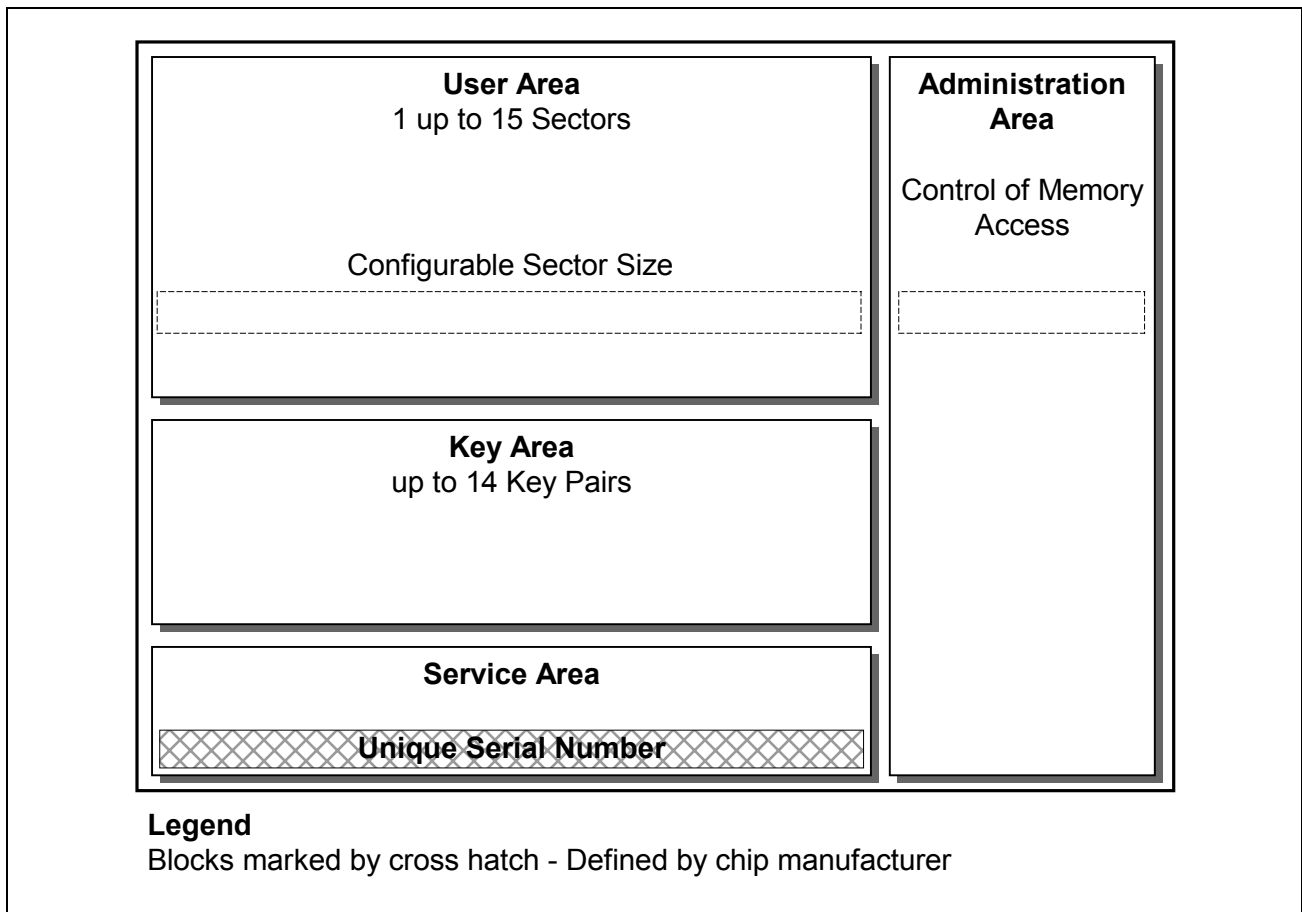 User Area
1 up to 15 Sectors
Configurable Sector Size
Administration
Area
Control of Memory
Access
Key Area
up to 14 Key Pairs
Service Area
Unique Serial Number
Legend
Blocks marked by cross hatch - Defined by chip manufacturer